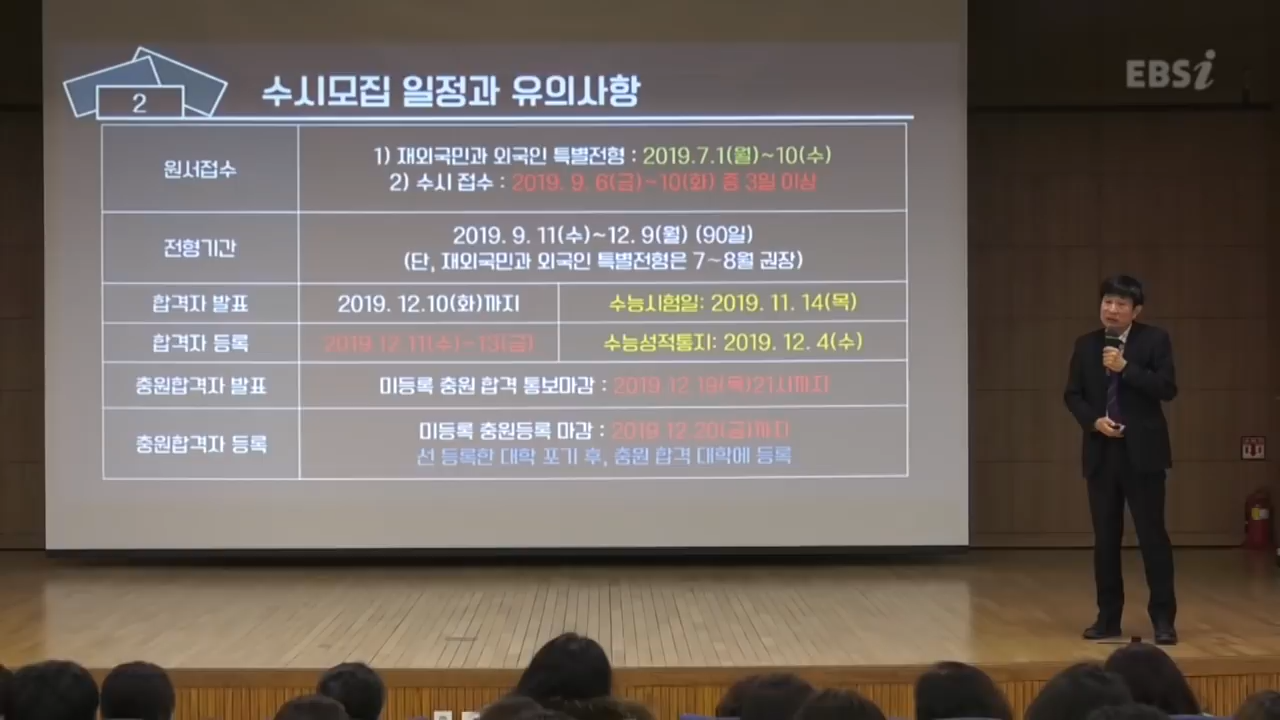 EBSi
2
수시모집 일정과 유의사항
원서접수
1) 재외국민과 외국인 특별전형 : 2019.7.1(월)~10(수)
2) 수시 접수 : 2019. 9. 6(금)~10(화) 중 3일 이상
전형기간
2019. 9. 11(수)~12. 9(월) (90일)
(단, 재외국민과 외국인 특별전형은 7~8월 권장)
합격자 발표
2019. 12.10(화)까지
수능시험일: 2019. 11. 14(목)
합격자 등록
2019 12. 11(수)~13(금)
수능성적통지: 2019. 12. 4(수)
충원합격자 발표
미등록 충원 합격 통보마감 : 2019 12 19(목)21시까지
충원합격자 등록
미등록 충원등록 마감 : 2019 12 20(금)까지
선 등록한 대학 포기 후, 충원 합격 대학에 등록